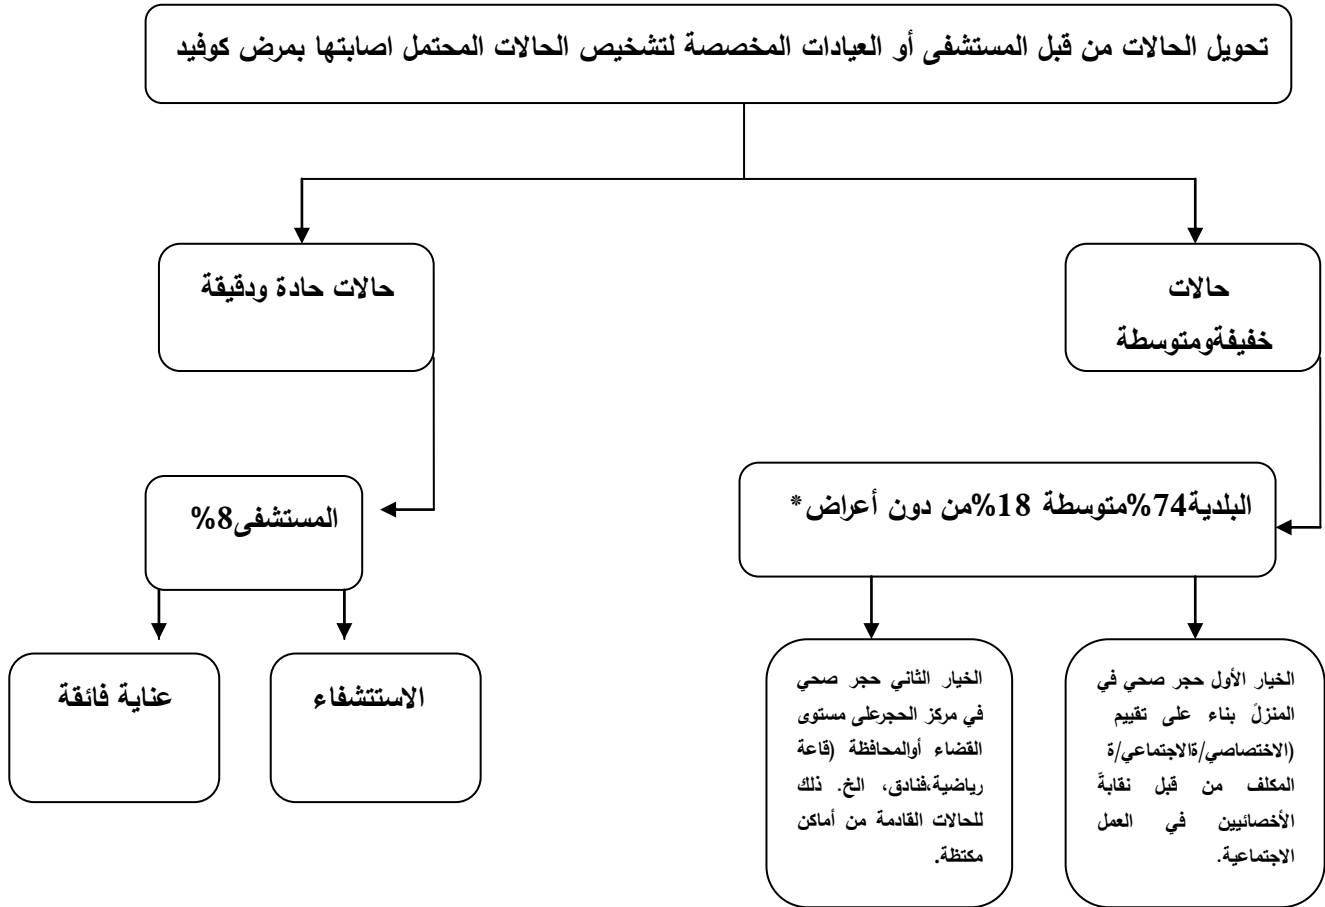 تحويل الحالات من قبل المستشفى أو العيادات المخصصة لتشخيص الحالات المحتمل اصابتها بمرض كوفيد
حالات
خفيفةومتوسطة
حالات حادة ودقيقة
البلدية74%متوسطة 18%من دون أعراض*
المستشفى8%
الخيار الأول حجر صحي في
المنزلً بناء على تقييم
(الاختصاصي/ةالاجتماعي/ة
المكلف من قبل نقابةَّ
الأخصائيين في العمل
الاجتماعية.
الخيار الثاني حجر صحي
في مركز الحجرعلى مستوى
القضاء أوالمحافظة (قاعة
رياضية،فنادق، الخ. ذلك
للحالات القادمة من أماكن
مكتظة.
الاستتشفاء
عناية فائقة